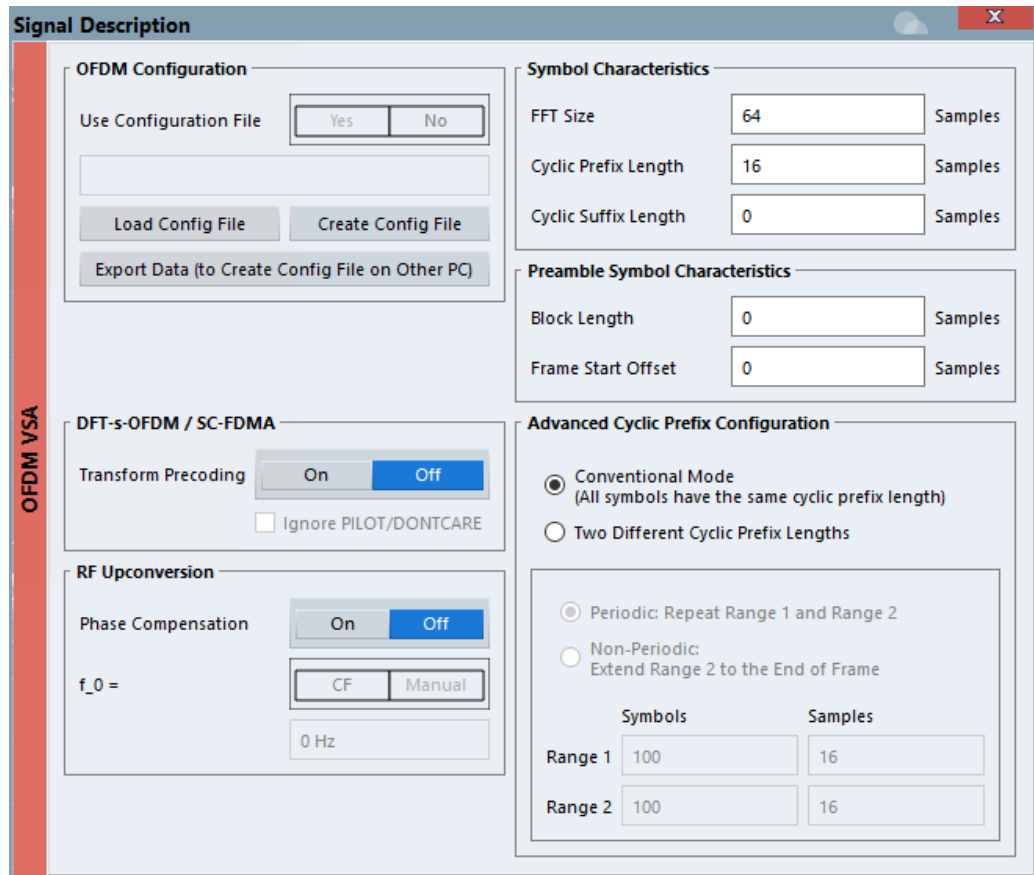 Signal Description
OFDM VSA
OFDM Configuration
Use Configuration File Yes No
Load Config File Create Config File
Export Data (to Create Config File on Other PC)
DFT-s-OFDM / SC-FDMA
Transform Precoding On Off
Ignore PILOT/DONTCARE
RF Upconversion
Phase Compensation On Off
f_0 = CF Manual
0 Hz
Symbol Characteristics
FFT Size 64 Samples
Cyclic Prefix Length 16 Samples
Cyclic Suffix Length 0 Samples
Preamble Symbol Characteristics
Block Length 0 Samples
Frame Start Offset 0 Samples
Advanced Cyclic Prefix Configuration
Conventional Mode
(All symbols have the same cyclic prefix length)
Two Different Cyclic Prefix Lengths
Periodic: Repeat Range 1 and Range 2
Non-Periodic:
Extend Range 2 to the End of Frame
Symbols Samples
Range 1 100 16
Range 2 100 16